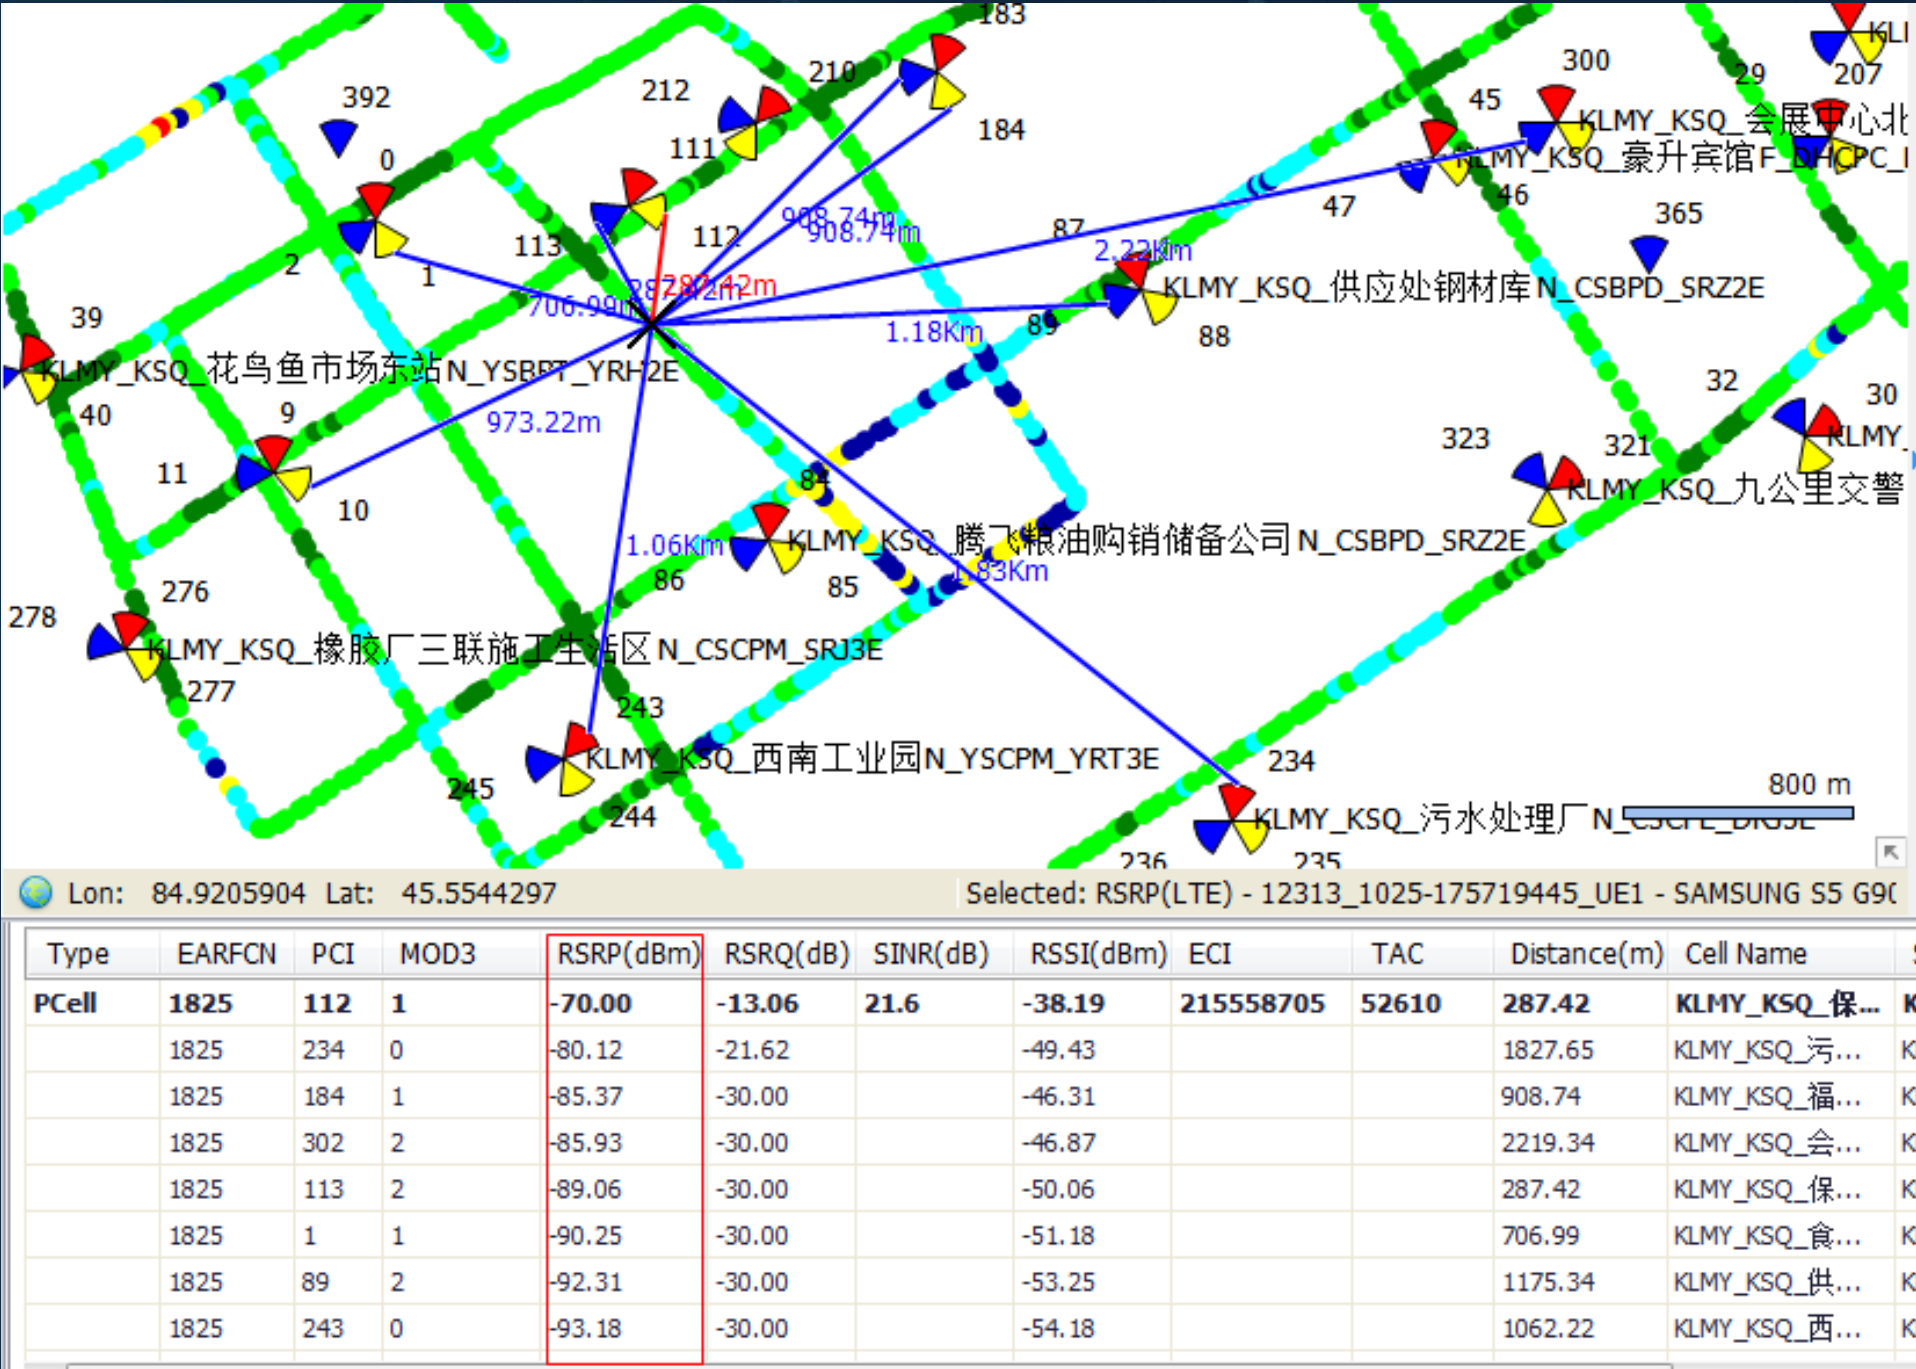 183
300
29
207
KL
210
212
392
45
KLMY_KSQ_会展中心北
184
111
0
KLMY_KSQ_豪升宾馆F_DHCPC_
46
47
365
908.74m
908.74m
87
112
113
2.22Km
2
1
287.42m
287.42m
706.99m
KLMY_KSQ_供应处钢材库N_CSBPD_SRZ2E
39
1.18Km
89
88
KLMY_KSQ_花鸟鱼市场东站N_YSBPT_YRH2E
32
30
40
9
973.22m
323
321
KLMY_
11
84
KLMY_KSQ_九公里交警
10
1.06Km
KLMY_KSQ_腾飞粮油购销储备公司N_CSBPD_SRZ2E
1.83Km
86
85
276
278
KLMY_KSQ_橡胶厂三联施工生活区N_CSCPM_SRJ3E
277
243
KLMY_KSQ_西南工业园N_YSCPM_YRT3E
234
245
800 m
244
KLMY_KSQ_污水处理厂
236
235
Lon: 84.9205904 Lat: 45.5544297 Selected: RSRP(LTE) - 12313_1025-175719445_UE1 - SAMSUNG S5 G90
Type EARFCN PCI MOD3 RSRP(dBm) RSRQ(dB) SINR(dB) RSSI(dBm) ECI TAC Distance(m) Cell Name
PCell 1825 112 1 -70.00 -13.06 21.6 -38.19 215558705 52610 287.42 KLMY_KSQ_保... K
1825 234 0 -80.12 -21.62 -49.43 1827.65 KLMY_KSQ_污... K
1825 184 1 -85.37 -30.00 -46.31 908.74 KLMY_KSQ_福... K
1825 302 2 -85.93 -30.00 -46.87 2219.34 KLMY_KSQ_会... K
1825 113 2 -89.06 -30.00 -50.06 287.42 KLMY_KSQ_保... K
1825 1 1 -90.25 -30.00 -51.18 706.99 KLMY_KSQ_食... K
1825 89 2 -92.31 -30.00 -53.25 1175.34 KLMY_KSQ_供... K
1825 243 0 -93.18 -30.00 -54.18 1062.22 KLMY_KSQ_西... K